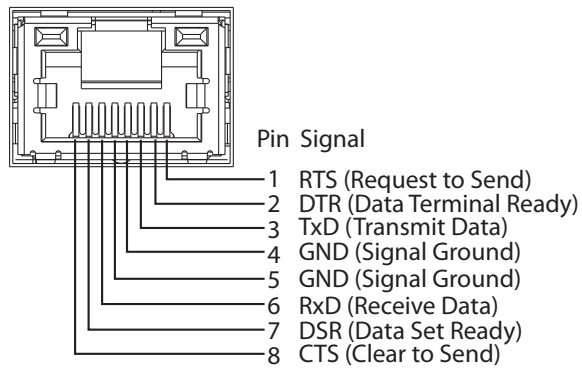 Pin Signal
1 RTS (Request to Send)
2 DTR (Data Terminal Ready)
3 TxD (Transmit Data)
4 GND (Signal Ground)
5 GND (Signal Ground)
6 RxD (Receive Data)
7 DSR (Data Set Ready)
8 CTS (Clear to Send)